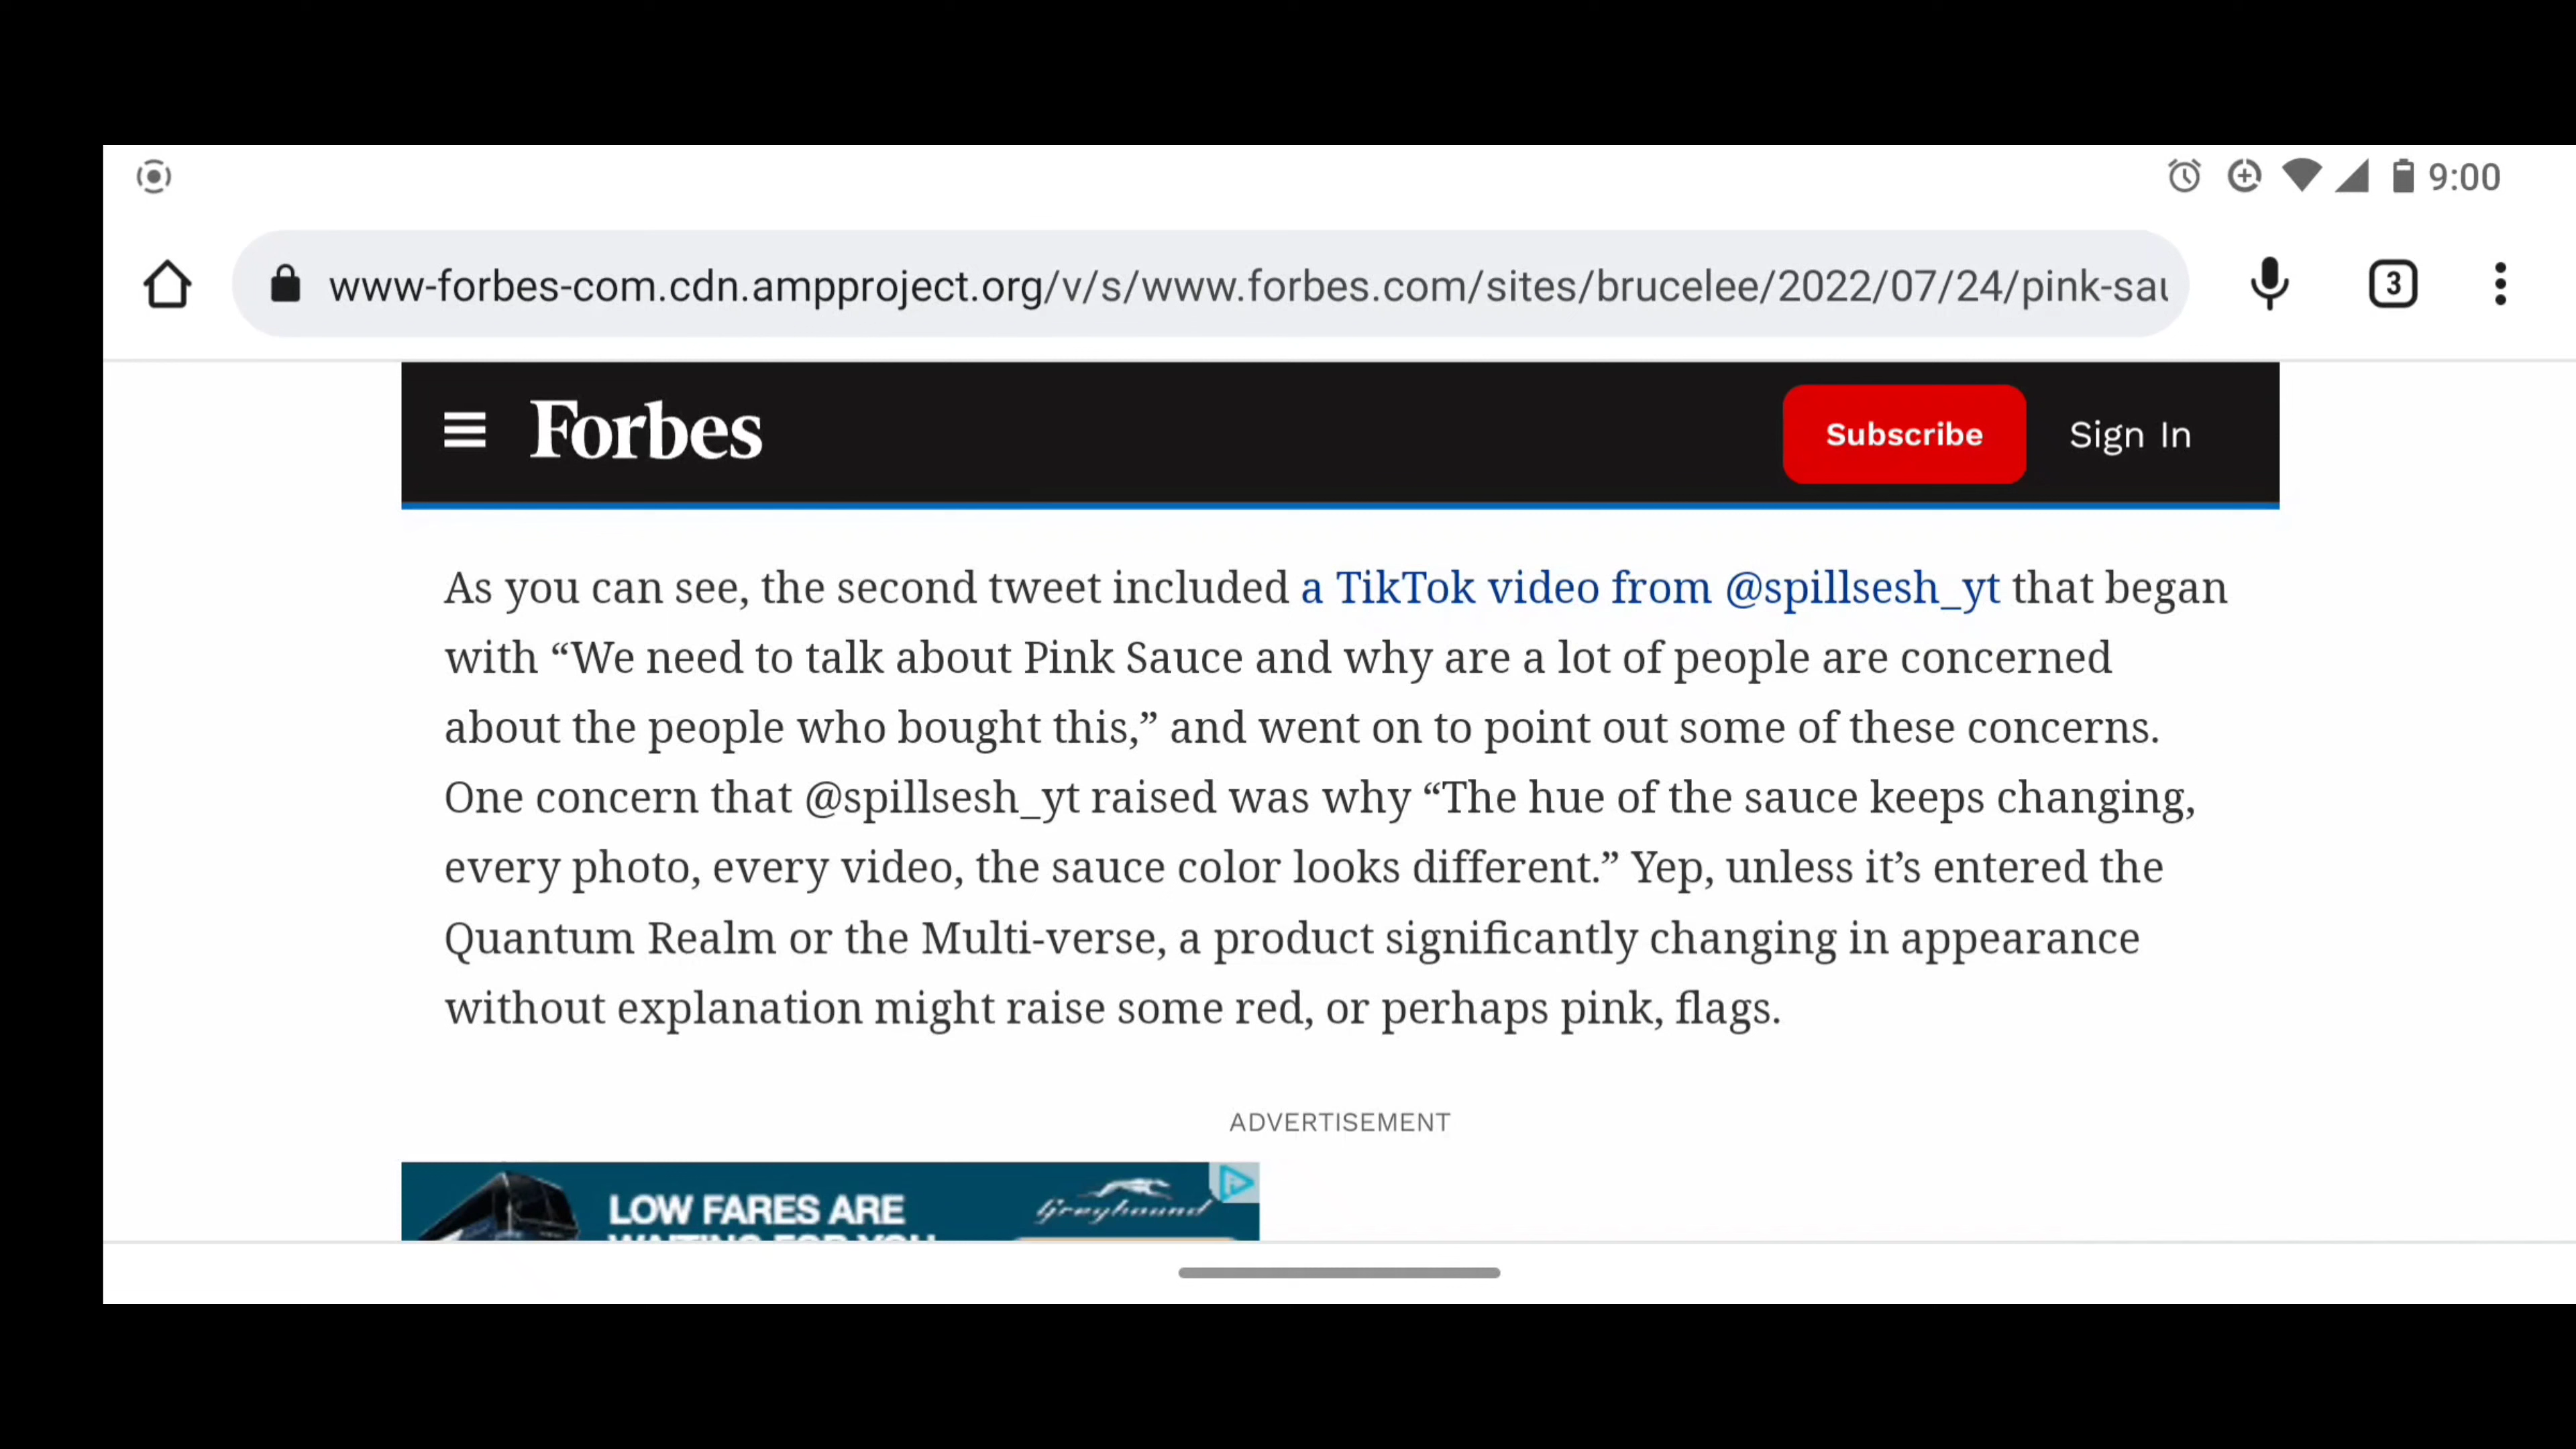 9:00
www-forbes-com.cdn.ampproject.org/v/s/www.forbes.com/sites/brucelee/2022/07/24/pink-sau
3
Forbes
Subscribe
Sign In
As you can see, the second tweet included a TikTok video from @spillsesh_yt that began
with “We need to talk about Pink Sauce and why are a lot of people are concerned
about the people who bought this,” and went on to point out some of these concerns.
One concern that @spillsesh_yt raised was why “The hue of the sauce keeps changing,
every photo, every video, the sauce color looks different.” Yep, unless it’s entered the
Quantum Realm or the Multi-verse, a product significantly changing in appearance
without explanation might raise some red, or perhaps pink, flags.
ADVERTISEMENT
LOW FARES ARE
WAITING FOR YOU
Greyhound